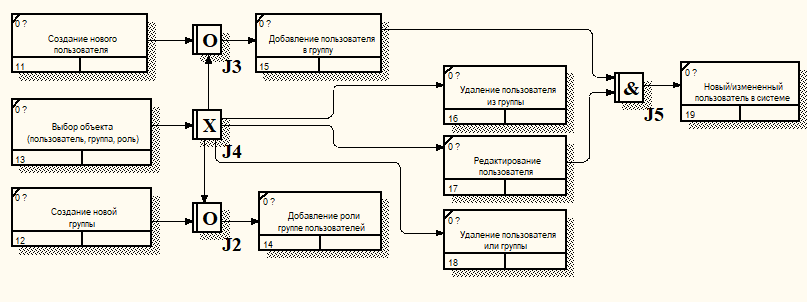 0 ?
Создание нового
пользователя
11
O
J3
0 ?
Добавление пользователя
в группу
15
0 ?
Удаление пользователя
из группы
16
&
J5
0 ?
Новый/измененный
пользователь в системе
19
0 ?
Выбор объекта
(пользователь, группа, роль)
13
X
J4
0 ?
Редактирование
пользователя
17
0 ?
Создание новой
группы
12
O
J2
0 ?
Добавление роли
группе пользователей
14
0 ?
Удаление пользователя
или группы
18